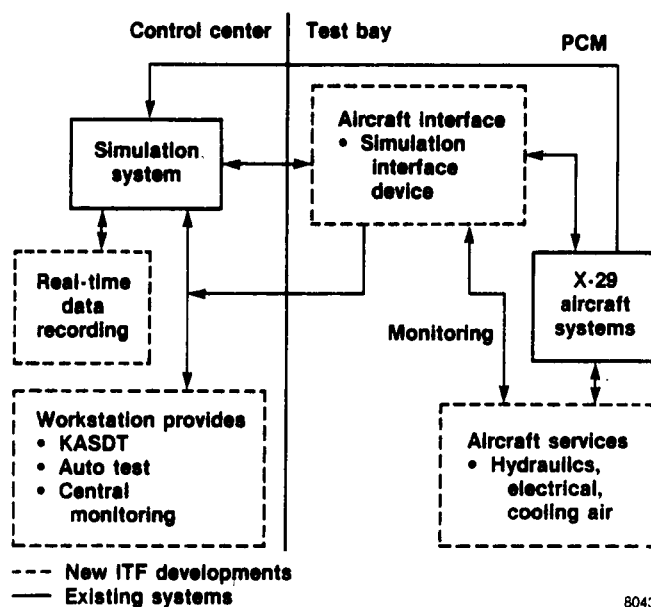 Control center
Test bay
PCM
Simulation
system
Aircraft interface
• Simulation
interface
device
Real-time
data
recording
X-29
aircraft
systems
Monitoring
Workstation provides
• KASDT
• Auto test
• Central
monitoring
Aircraft services
• Hydraulics,
electrical,
cooling air
New ITF developments
Existing systems